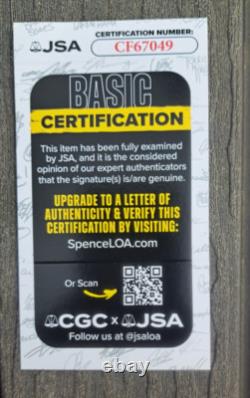 JSA
CERTIFICATION NUMBER:
CF67049
BASIC
CERTIFICATION
This item has been fully examined
by JSA, and it is the considered
opinion of our expert authenticators
that the signature(s) is/are genuine.
UPGRADE TO A LETTER OF
AUTHENTICITY & VERIFY THIS
CERTIFICATION BY VISITING:
SpenceLOA.com
Or Scan
CGC x JSA
Follow us at @jsaloa
ebay